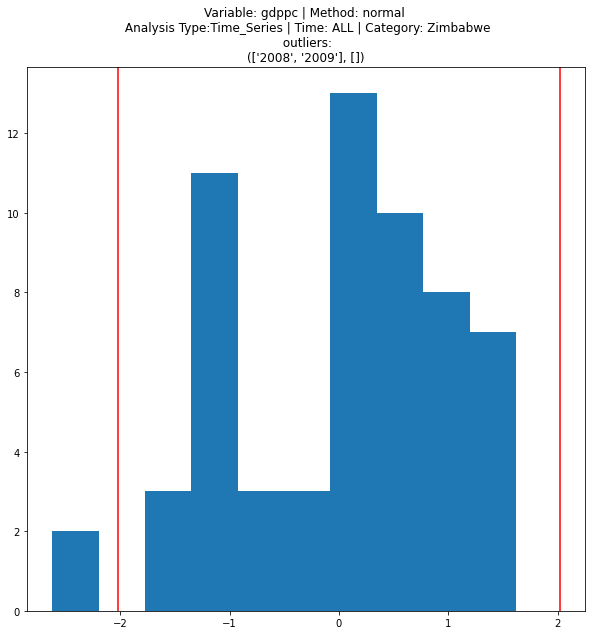 Variable: gdppc | Method: normal
Analysis Type:Time_Series | Time: ALL | Category: Zimbabwe
outliers:
(['2008', '2009'], [])
12
10
8
6
4
2
0
−2 −1 0 1 2